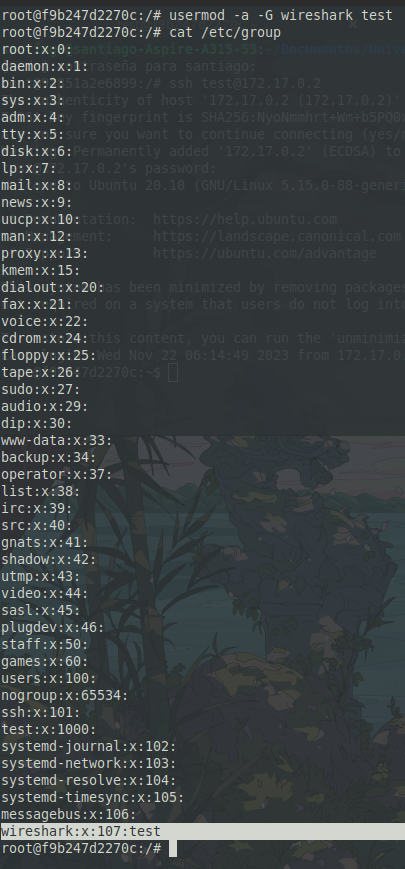 root@f9b247d2270c:/# usermod -a -G wireshark test
root@f9b247d2270c:/# cat /etc/group
root:x:0:
daemon:x:1:
bin:x:2:
sys:x:3:
adm:x:4:
tty:x:5:
disk:x:6:
lp:x:7:
mail:x:8:
news:x:9:
uucp:x:10:
man:x:12:
proxy:x:13:
kmem:x:15:
dialout:x:20:
fax:x:21:
voice:x:22:
cdrom:x:24:
floppy:x:25:
tape:x:26:
sudo:x:27:
audio:x:29:
dip:x:30:
www-data:x:33:
backup:x:34:
operator:x:37:
list:x:38:
irc:x:39:
src:x:40:
gnats:x:41:
shadow:x:42:
utmp:x:43:
video:x:44:
sasl:x:45:
plugdev:x:46:
staff:x:50:
games:x:60:
users:x:100:
nogroup:x:65534:
ssh:x:101:
test:x:1000:
systemd-journal:x:102:
systemd-network:x:103:
systemd-resolve:x:104:
systemd-timesync:x:105:
messagebus:x:106:
wireshark:x:107:test
root@f9b247d2270c:/#